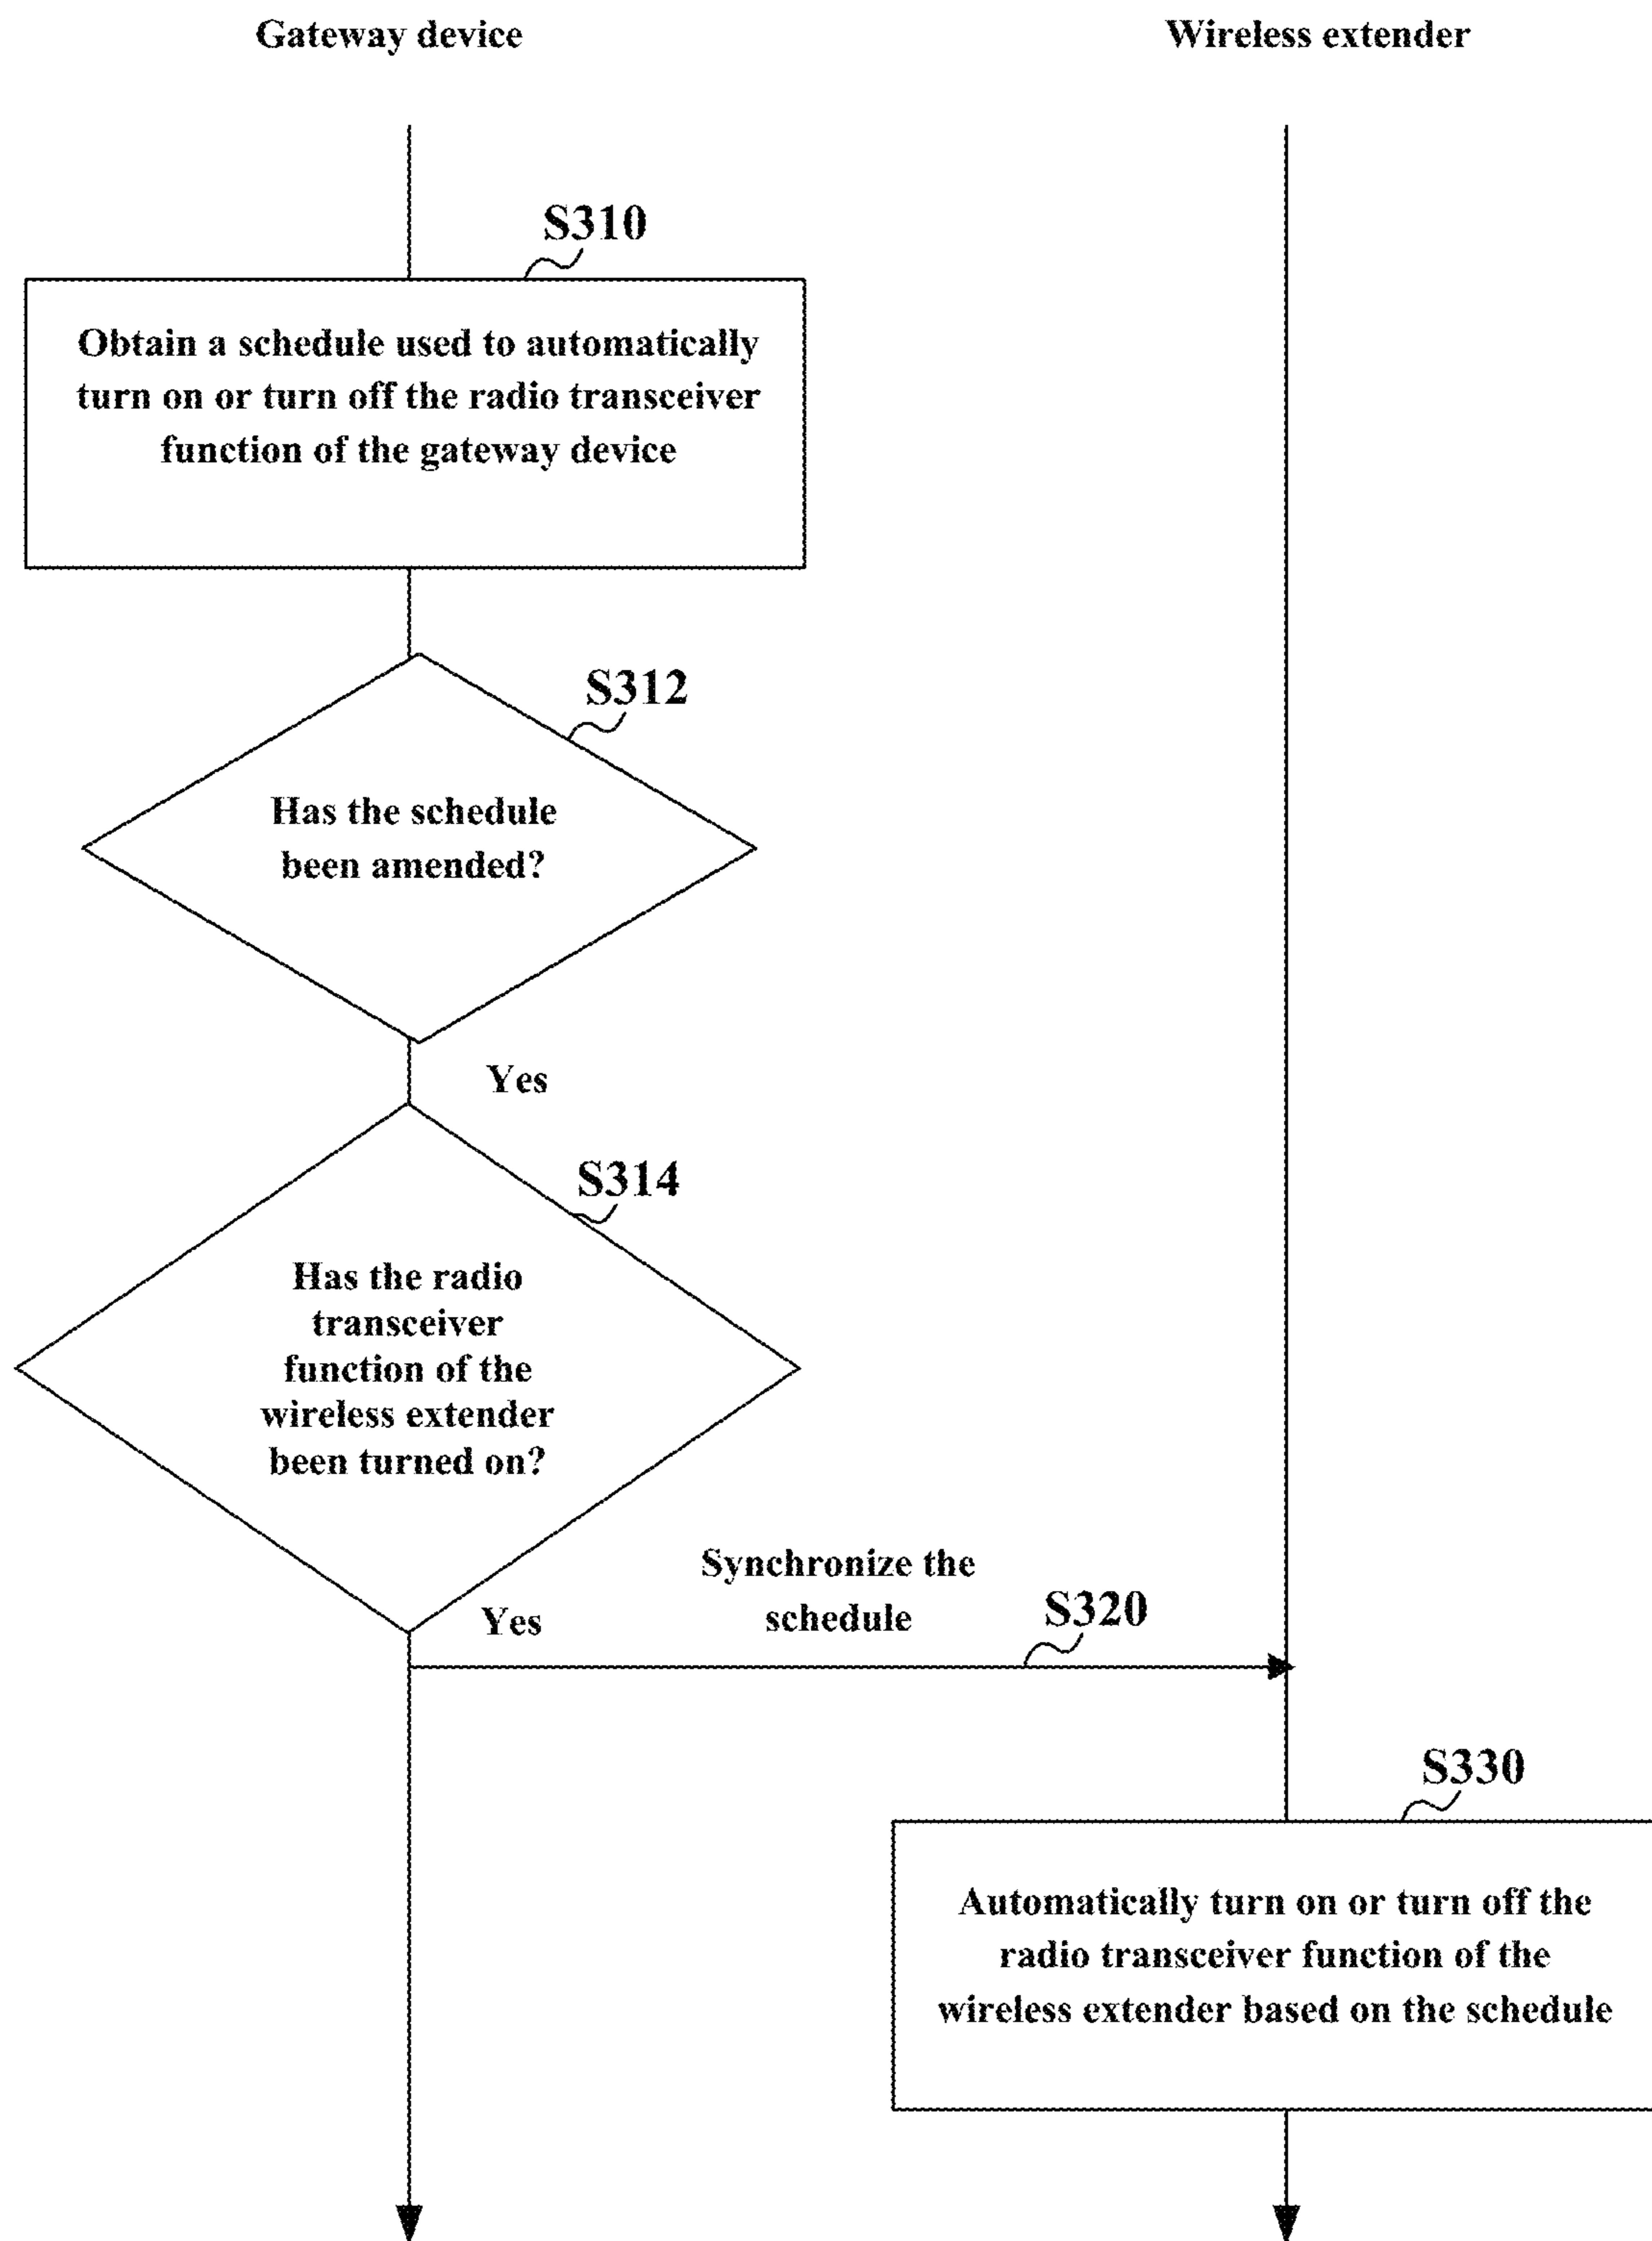 Gateway device
Wireless extender
S310
Obtain a schedule used to automatically
turn on or turn off the radio transceiver
function of the gateway device
S312
Has the schedule
been amended?
Yes
S314
Has the radio
transceiver
function of the
wireless extender
been turned on?
Yes
Synchronize the
schedule
S320
S330
Automatically turn on or turn off the
radio transceiver function of the
wireless extender based on the schedule